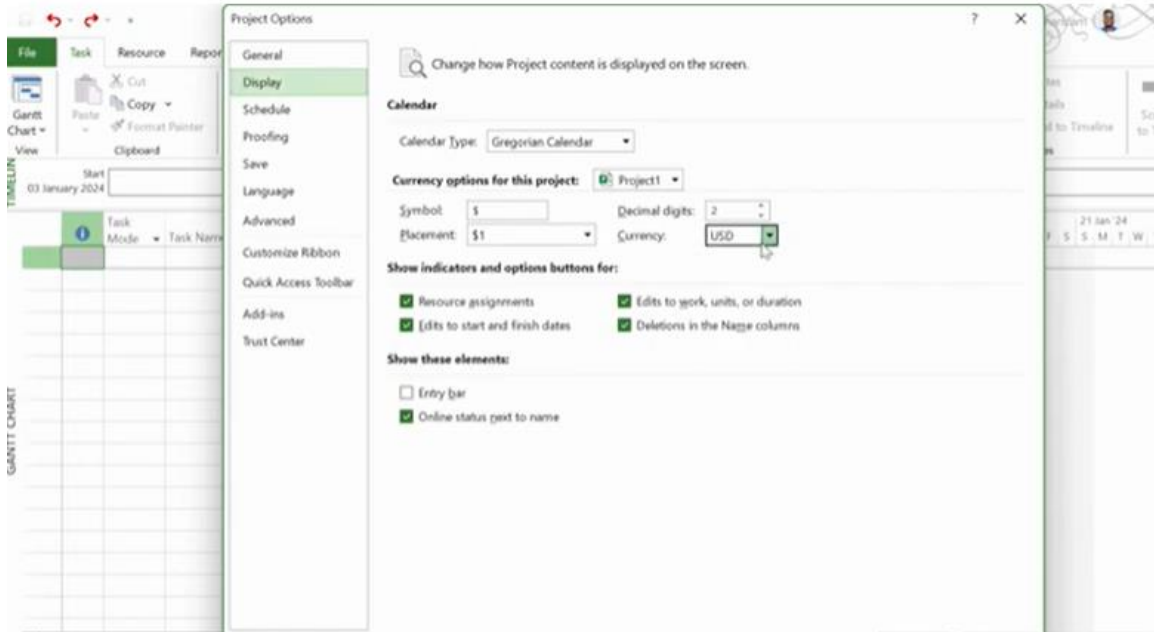 Project Options
?
File
Task
Resource
Repor
Cut
Copy
Format Painter
Paste
Gantt
Chart
View
Clipboard
to Timeline
TIMELIN
Start
03 January 2024
Task
Mode
Task Name
21 Jan '24
F S S M T W
GANTT CHART
General
Display
Schedule
Proofing
Save
Language
Advanced
Customize Ribbon
Quick Access Toolbar
Add-ins
Trust Center
Change how Project content is displayed on the screen.
Calendar
Calendar Type: Gregorian Calendar
Currency options for this project: Project1
Symbol: $ Decimal digits: 2
Placement: $1 Currency: USD
Show indicators and options buttons for:
Resource assignments Edits to work, units, or duration
Edits to start and finish dates Deletions in the Name columns
Show these elements:
Entry bar
Online status next to name